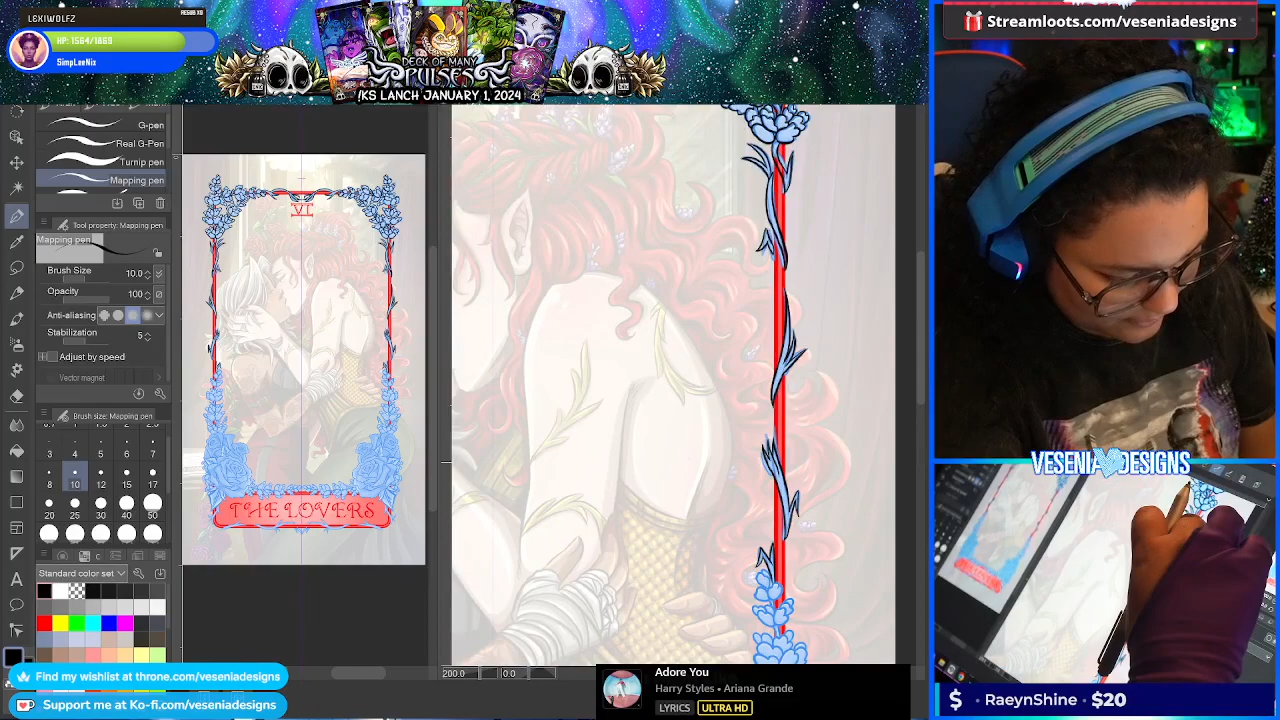 LEXIWOLFZ
HP: 1564/1869
SimpLeeNix
DECK OF MANY
PULSES
!KS LANCH JANUARY 1, 2024
Streamloots.com/veseniadesigns
G-pen
Real G-Pen
Turnip pen
Mapping pen
Tool property: Mapping pen
Mapping pen
Brush Size 10.0
Opacity 100
Anti-aliasing
Stabilization 5
Adjust by speed
Vector magnet
Brush size: Mapping pen
3 4 5 6 7
8 10 12 15 17
20 25 30 40 50
Standard color set
VI
THE LOVERS
200.0 0.0
VESENIA DESIGNS
Find my wishlist at throne.com/veseniadesigns
Support me at Ko-fi.com/veseniadesigns
Adore You
Harry Styles • Ariana Grande
LYRICS ULTRA HD
$ · RaeynShine · $20